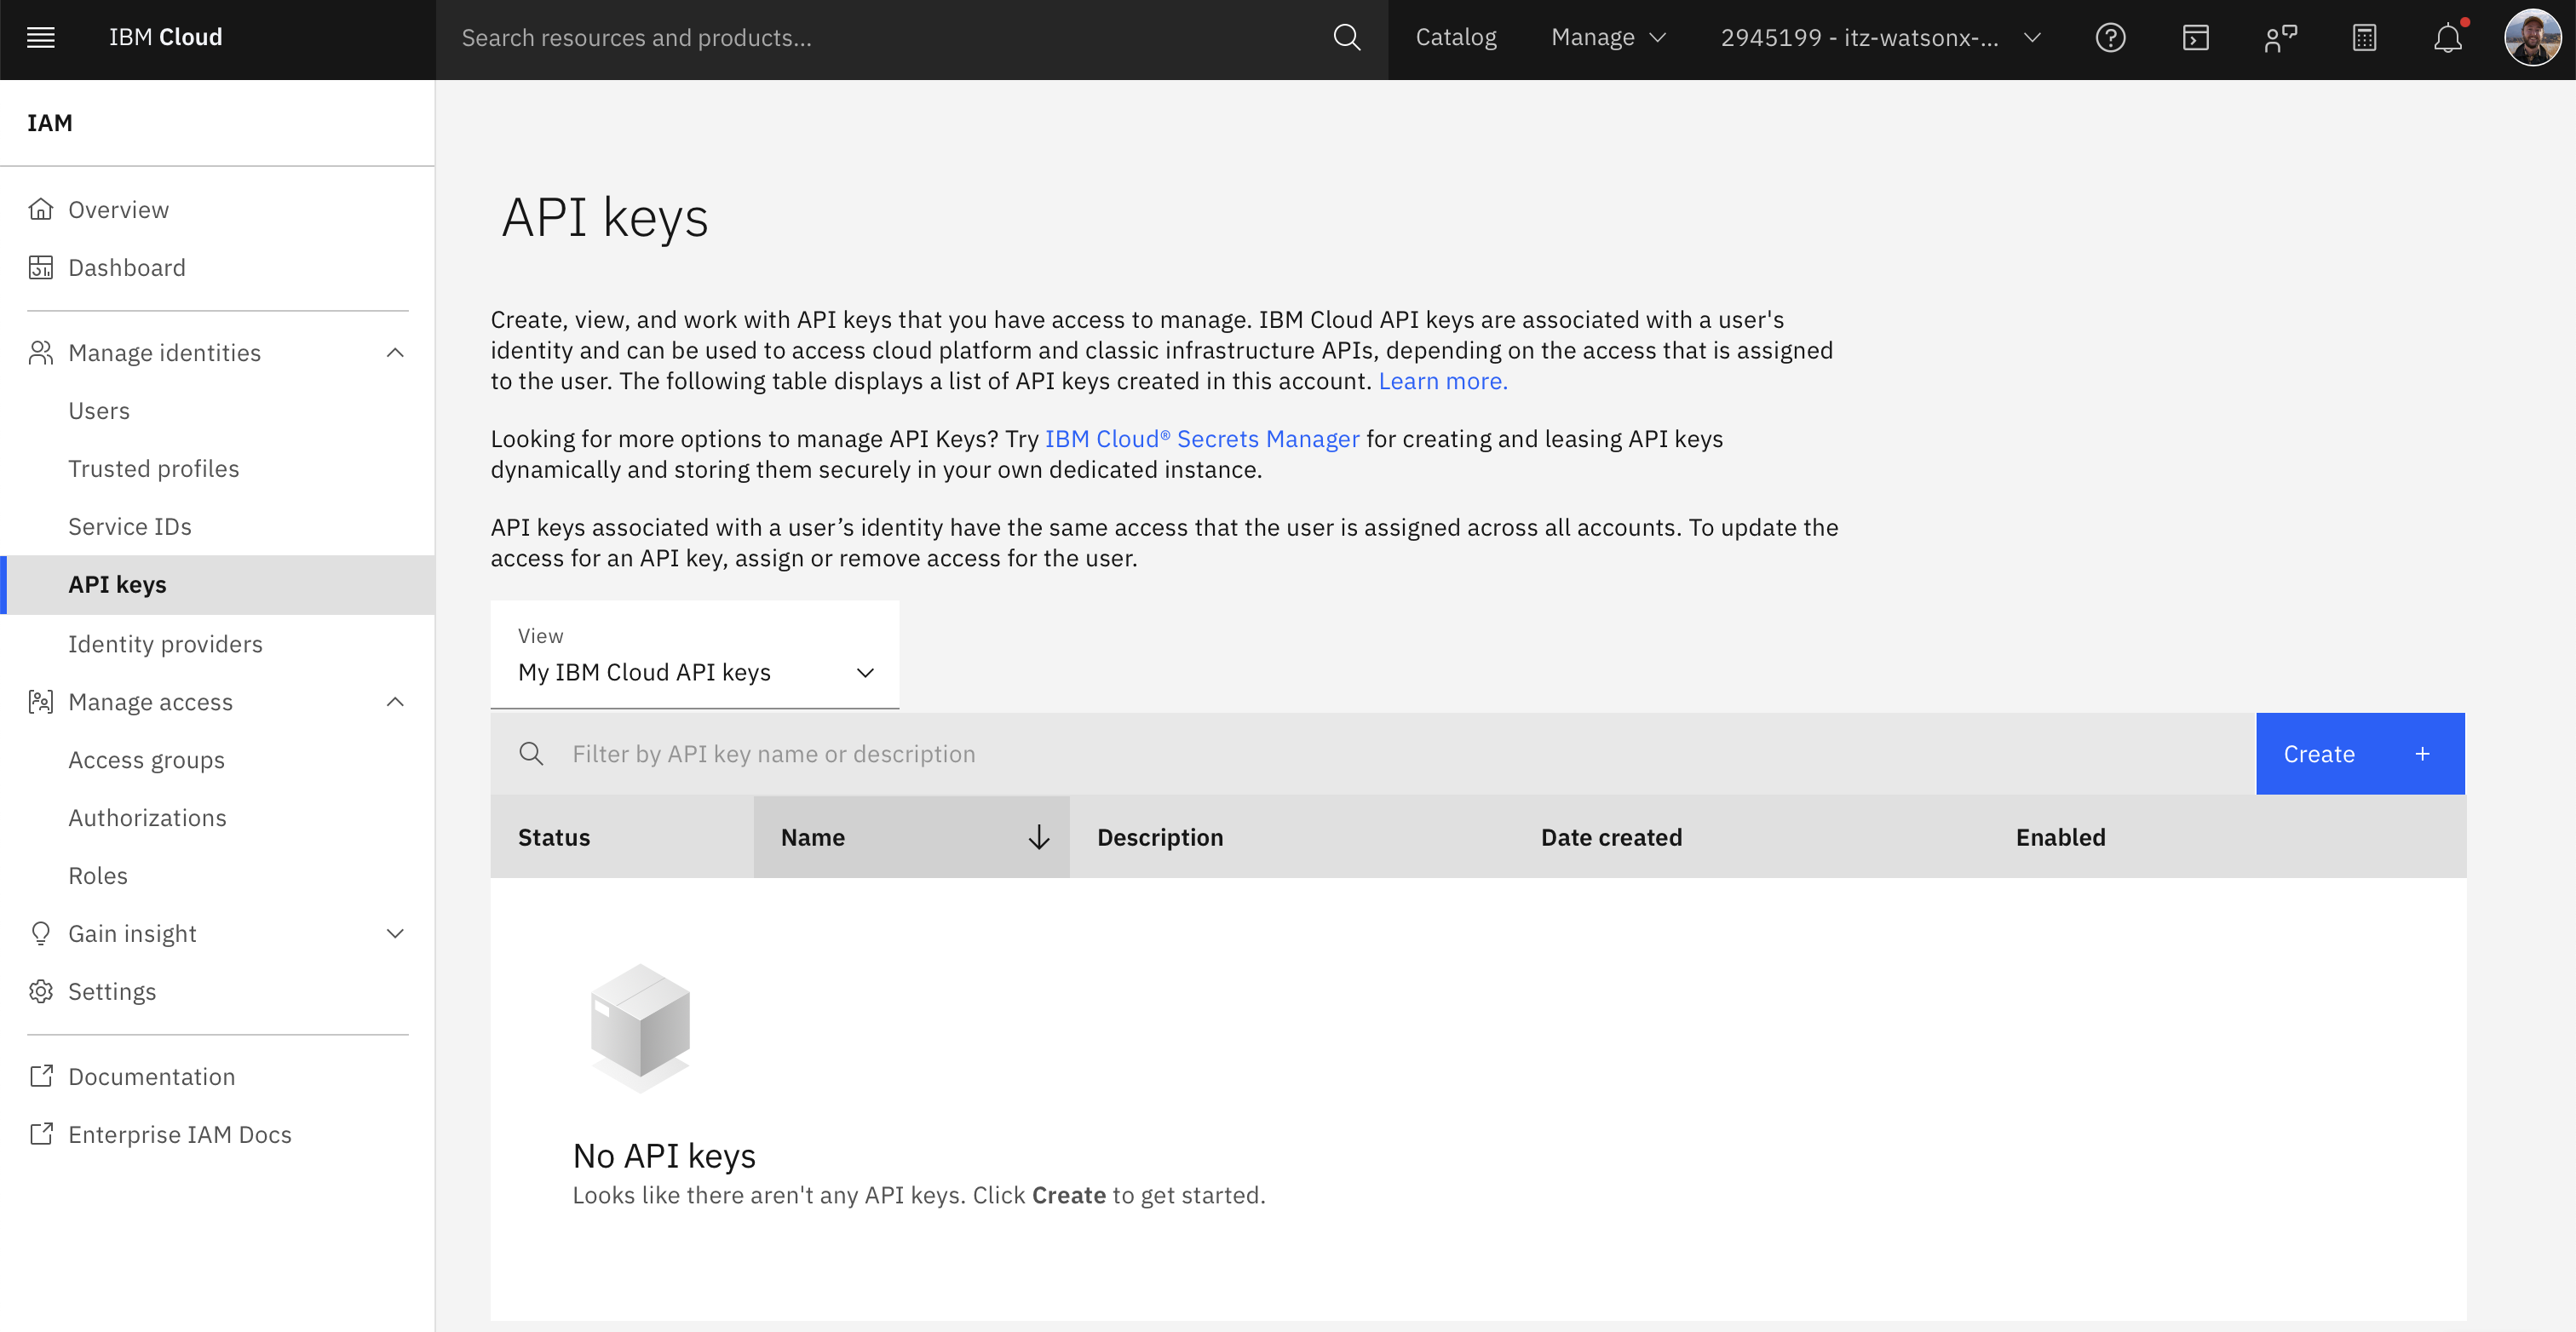 IBM Cloud
Search resources and products...
Catalog
Manage
2945199 - itz-watsonx-...
IAM
Overview
Dashboard
Manage identities
Users
Trusted profiles
Service IDs
API keys
Identity providers
Manage access
Access groups
Authorizations
Roles
Gain insight
Settings
Documentation
Enterprise IAM Docs
API keys
Create, view, and work with API keys that you have access to manage. IBM Cloud API keys are associated with a user's
identity and can be used to access cloud platform and classic infrastructure APIs, depending on the access that is assigned
to the user. The following table displays a list of API keys created in this account. Learn more.
Looking for more options to manage API Keys? Try IBM Cloud® Secrets Manager for creating and leasing API keys
dynamically and storing them securely in your own dedicated instance.
API keys associated with a user’s identity have the same access that the user is assigned across all accounts. To update the
access for an API key, assign or remove access for the user.
View
My IBM Cloud API keys
Filter by API key name or description
Create +
Status Name Description Date created Enabled
No API keys
Looks like there aren't any API keys. Click Create to get started.